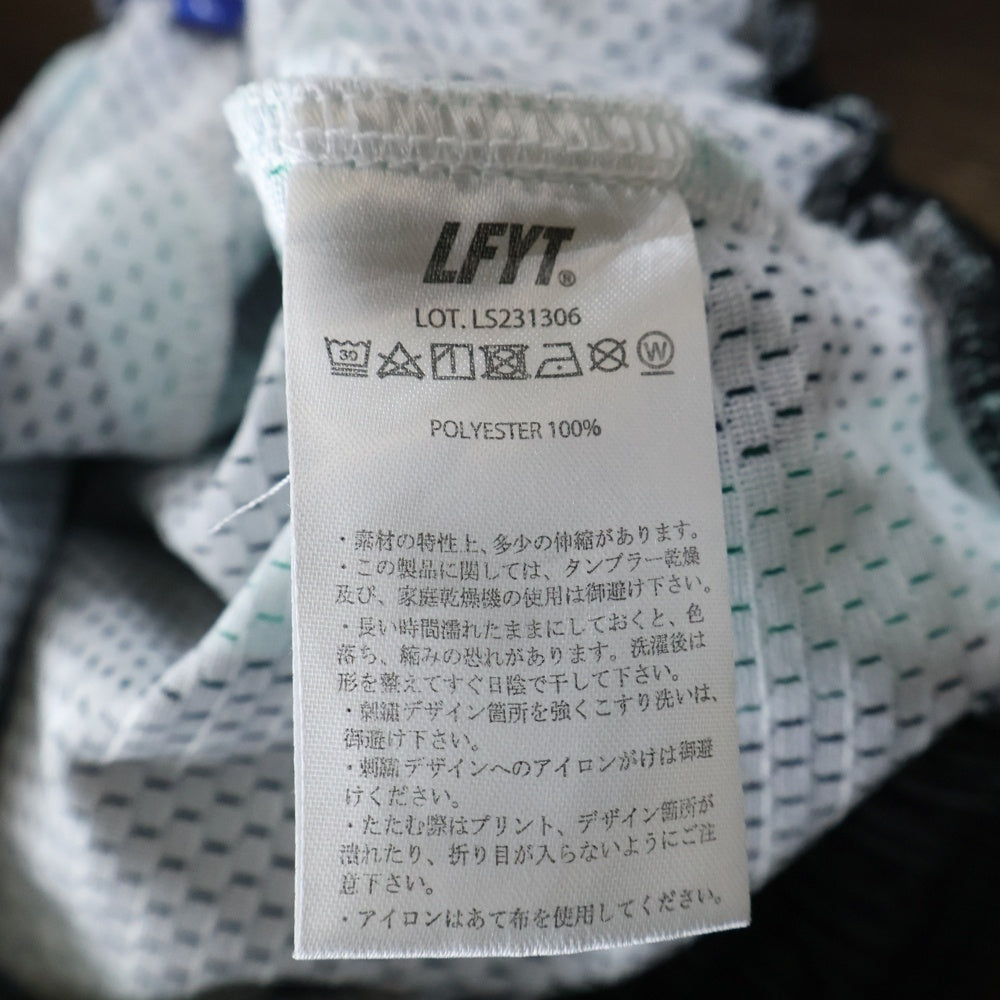 LFYT®
LOT. LS231306
30
W
POLYESTER 100%
・素材の特性上、多少の伸縮があります。
・この製品に関しては、タンブラー乾燥
及び、家庭乾燥機の使用は御避け下さい。
・長い時間濡れたままにしておくと、色
落ち、縮みの恐れがあります。洗濯後は
形を整えてすぐ日陰で干して下さい。
・刺繍デザイン箇所を強くこすり洗いは、
御避け下さい。
・刺繍デザインへのアイロンがけは御避
けください。
・たたむ際はプリント、デザイン箇所が
潰れたり、折り目が入らないようにご注
意下さい。
・アイロンはあて布を使用してください。